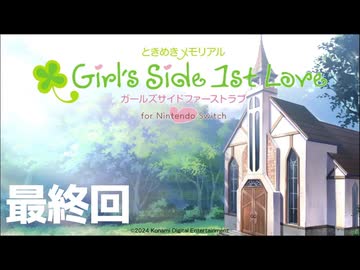 ときめきメモリアル
Girl's Side 1st Love
ガールズサイドファーストラブ
for Nintendo Switch
最終回
©2024 Konami Digital Entertainment